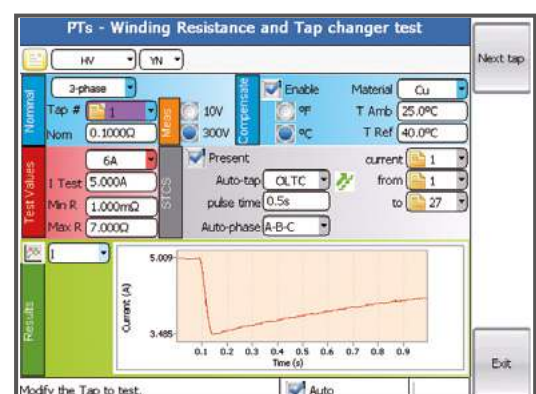 PTs - Winding Resistance and Tap changer test
Next tap
HV YN
Nominal
3-phase
Tap # 1
Nom 0.1000Ω
Meas
10V
300V
Compensate
Enable
ºF
ºC
Material Cu
T Amb 25.0ºC
T Ref 40.0ºC
Test Values
6A
I Test 5.000A
Min R 1.000mΩ
Max R 7.000Ω
STCS
Present
Auto-tap OLTC
pulse time 0.5s
Auto-phase A-B-C
current 1
from 1
to 27
Results
I
5.009
Current (A)
3.485
0.1 0.2 0.3 0.4 0.5 0.6 0.7 0.8 0.9
Time (s)
Exit
Modify the Tap to test.
Auto